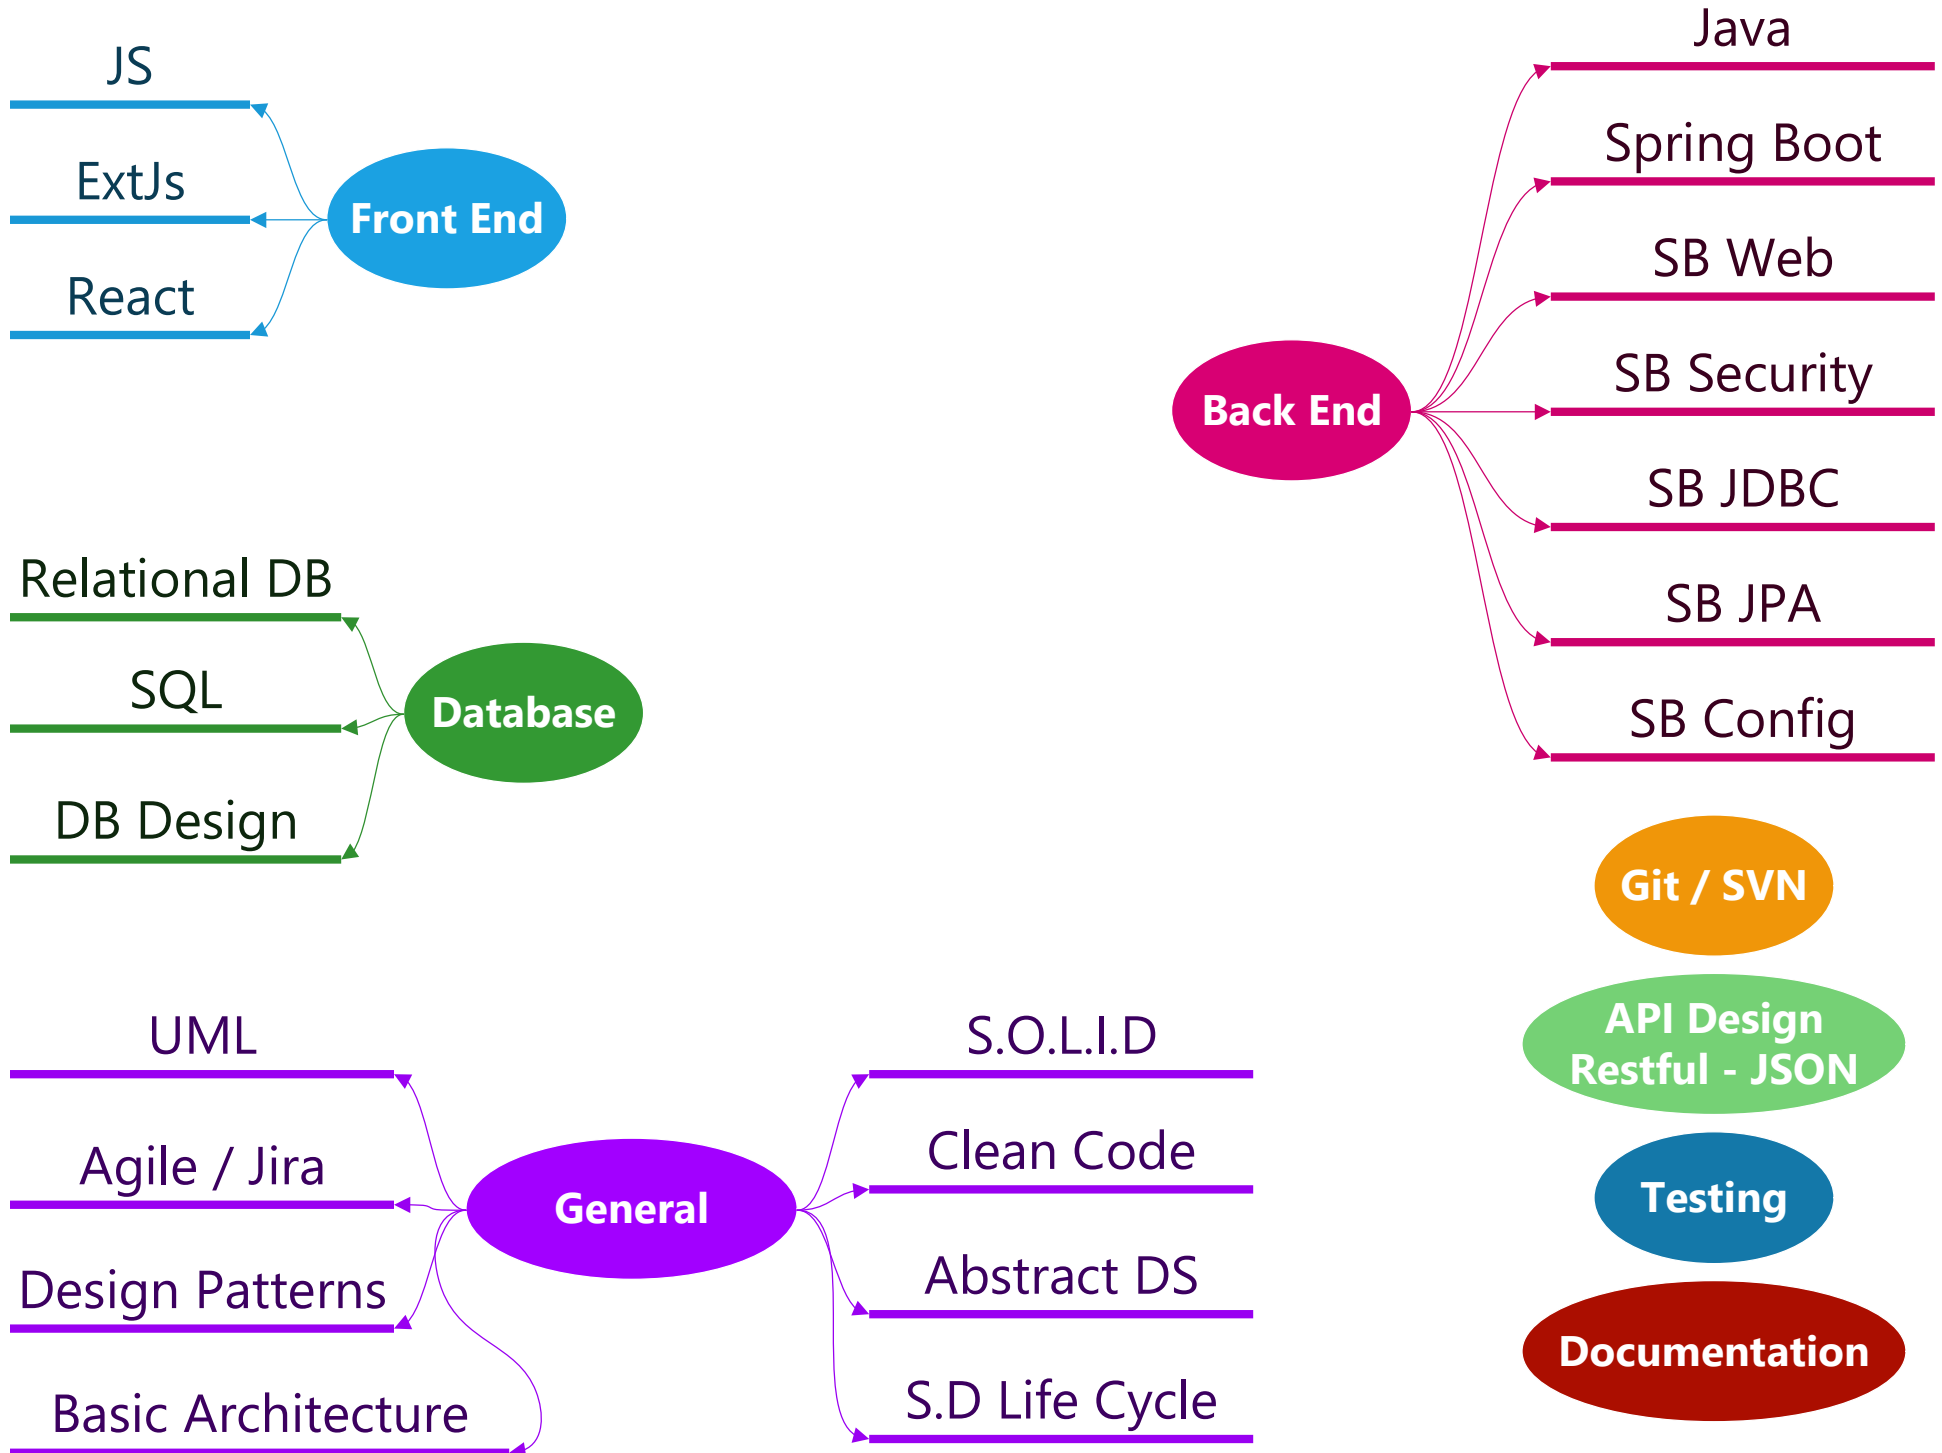 JS
ExtJs
React
Front End
Java
Spring Boot
SB Web
SB Security
SB JDBC
SB JPA
SB Config
Back End
Relational DB
SQL
DB Design
Database
Git / SVN
API Design
Restful - JSON
Testing
Documentation
UML
Agile / Jira
Design Patterns
Basic Architecture
General
S.O.L.I.D
Clean Code
Abstract DS
S.D Life Cycle